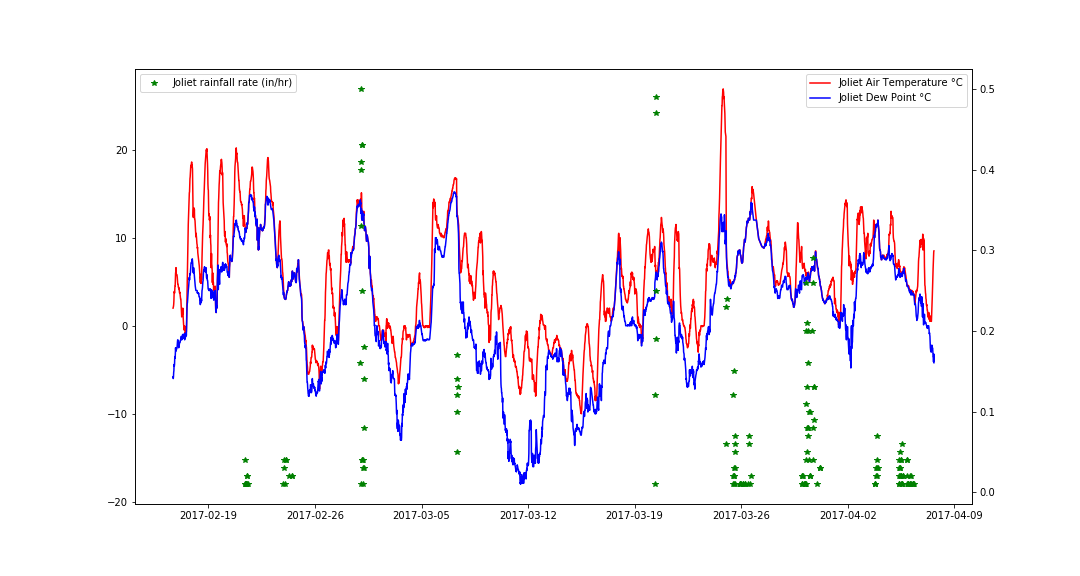 Joliet rainfall rate (in/hr)
Joliet Air Temperature °C
Joliet Dew Point °C
20
10
0
−10
−20
0.5
0.4
0.3
0.2
0.1
0.0
2017-02-19 2017-02-26 2017-03-05 2017-03-12 2017-03-19 2017-03-26 2017-04-02 2017-04-09